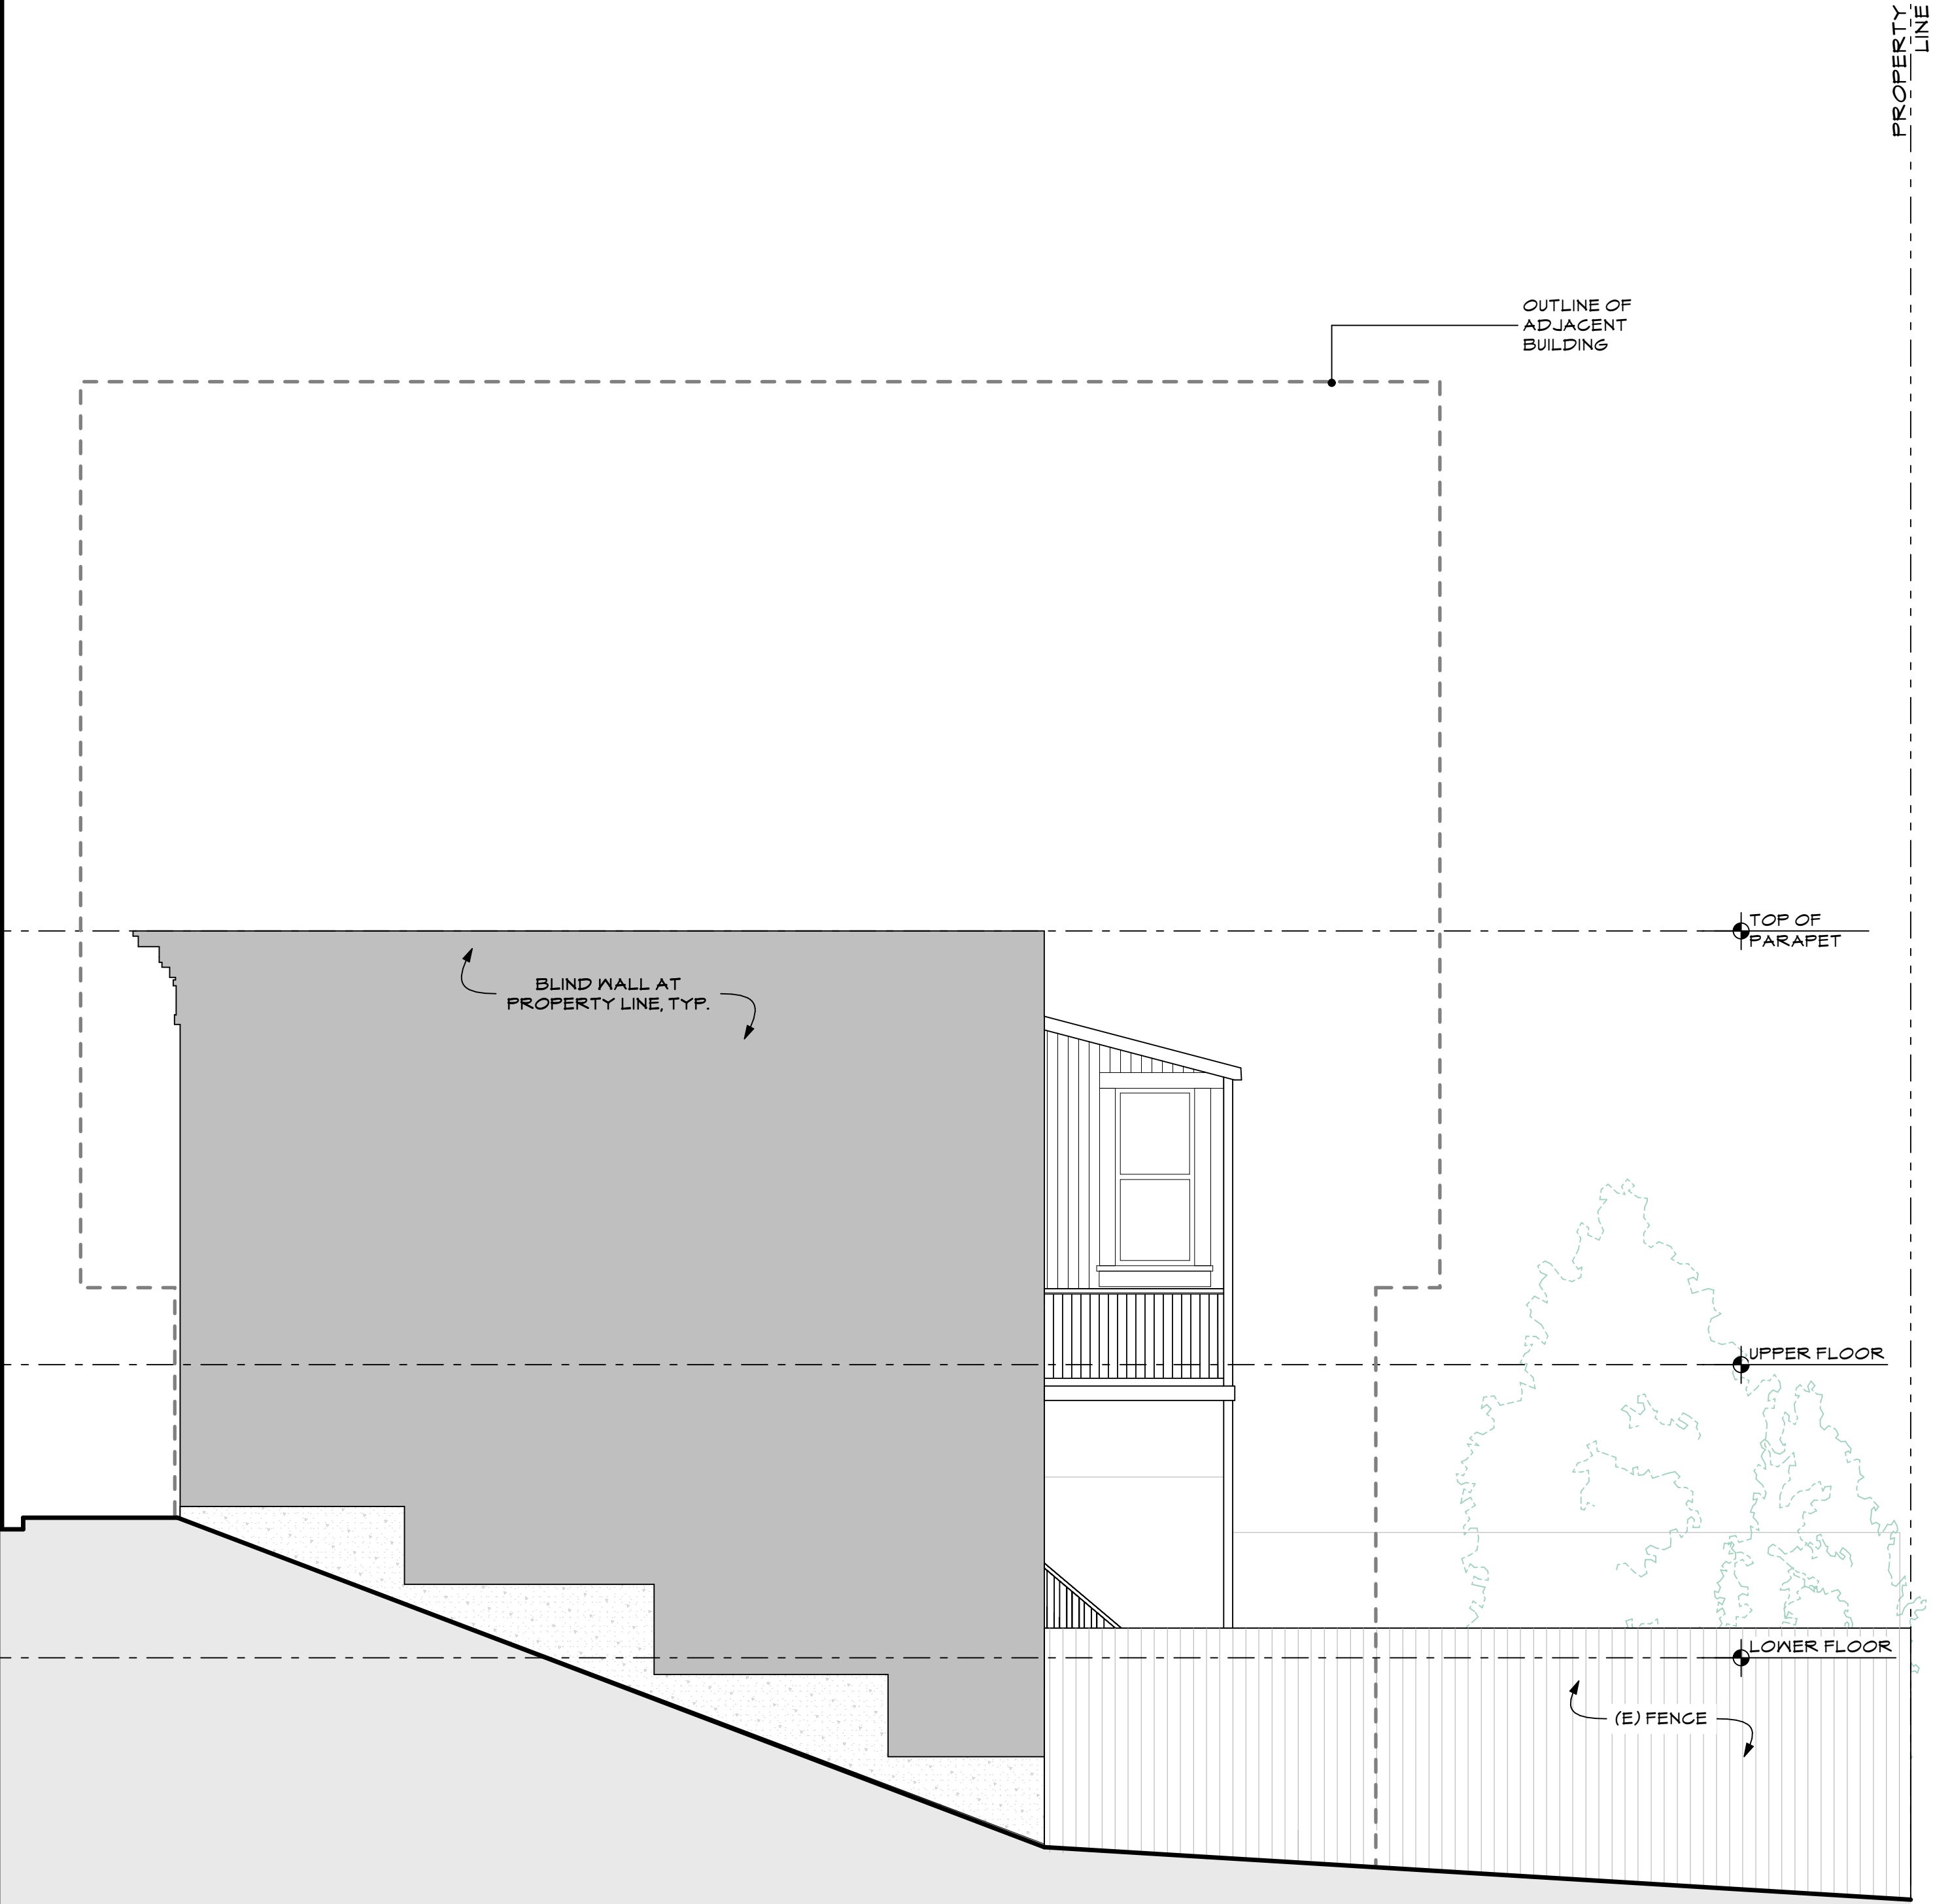 PROPERTY
LINE
OUTLINE OF
ADJACENT
BUILDING
TOP OF
PARAPET
BLIND WALL AT
PROPERTY LINE, TYP.
UPPER FLOOR
LOWER FLOOR
(E) FENCE